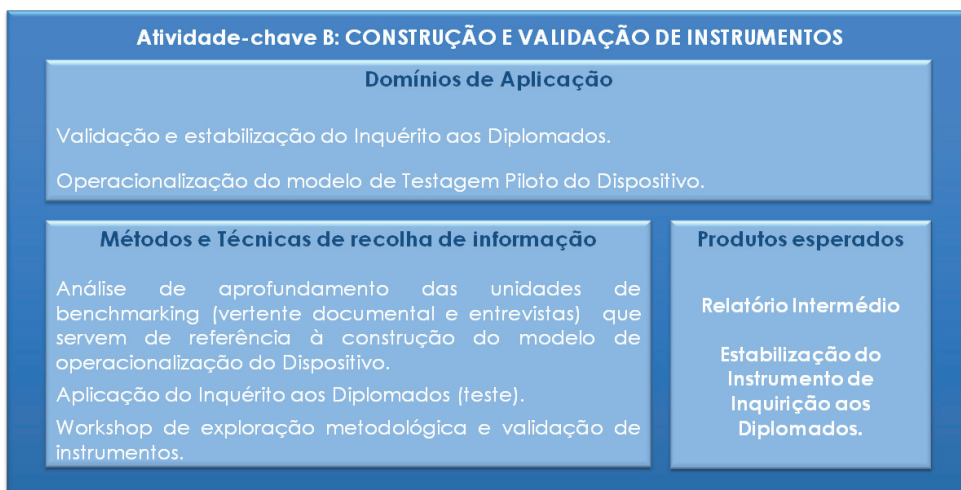 Atividade-chave B: CONSTRUÇÃO E VALIDAÇÃO DE INSTRUMENTOS
Domínios de Aplicação
Validação e estabilização do Inquérito aos Diplomados.
Operacionalização do modelo de Testagem Piloto do Dispositivo.
Métodos e Técnicas de recolha de informação
Análise de aprofundamento das unidades de
benchmarking (vertente documental e entrevistas) que
servem de referência à construção do modelo de
operacionalização do Dispositivo.
Aplicação do Inquérito aos Diplomados (teste).
Workshop de exploração metodológica e validação de
instrumentos.
Produtos esperados
Relatório Intermédio
Estabilização do
Instrumento de
Inquirição aos
Diplomados.